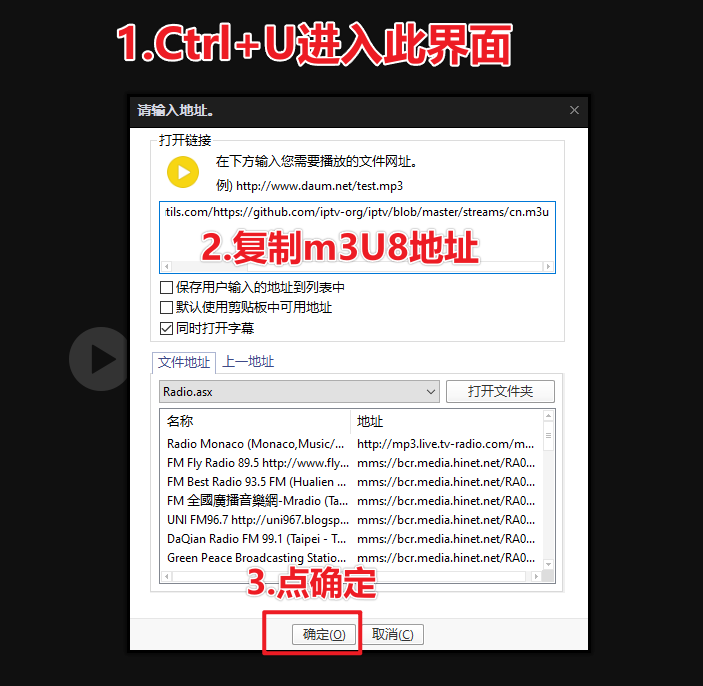 1.Ctrl+U进入此界面
请输入地址。
打开链接
在下方输入您需要播放的文件网址。
例) http://www.daum.net/test.mp3
tils.com/https://github.com/iptv-org/iptv/blob/master/streams/cn.m3u
2.复制m3U8地址
保存用户输入的地址到列表中
默认使用剪贴板中可用地址
同时打开字幕
文件地址 上一地址
Radio.asx 打开文件夹
名称 地址
Radio Monaco (Monaco,Music/... http://mp3.live.tv-radio.com/m...
FM Fly Radio 89.5 http://www.fly... mms://bcr.media.hinet.net/RA0...
FM Best Radio 93.5 FM (Hualien ... mms://bcr.media.hinet.net/RA0...
FM 全國廣播音樂網-Mradio (Ta... mms://bcr.media.hinet.net/RA0...
UNI FM96.7 http://uni967.blogsp... mms://bcr.media.hinet.net/RA0...
DaQian Radio FM 99.1 (Taipei - T... mms://bcr.media.hinet.net/RA0...
Green Peace Broadcasting Statio... mms://bcr.media.hinet.net/RA0...
3.点确定
确定(O) 取消(C)